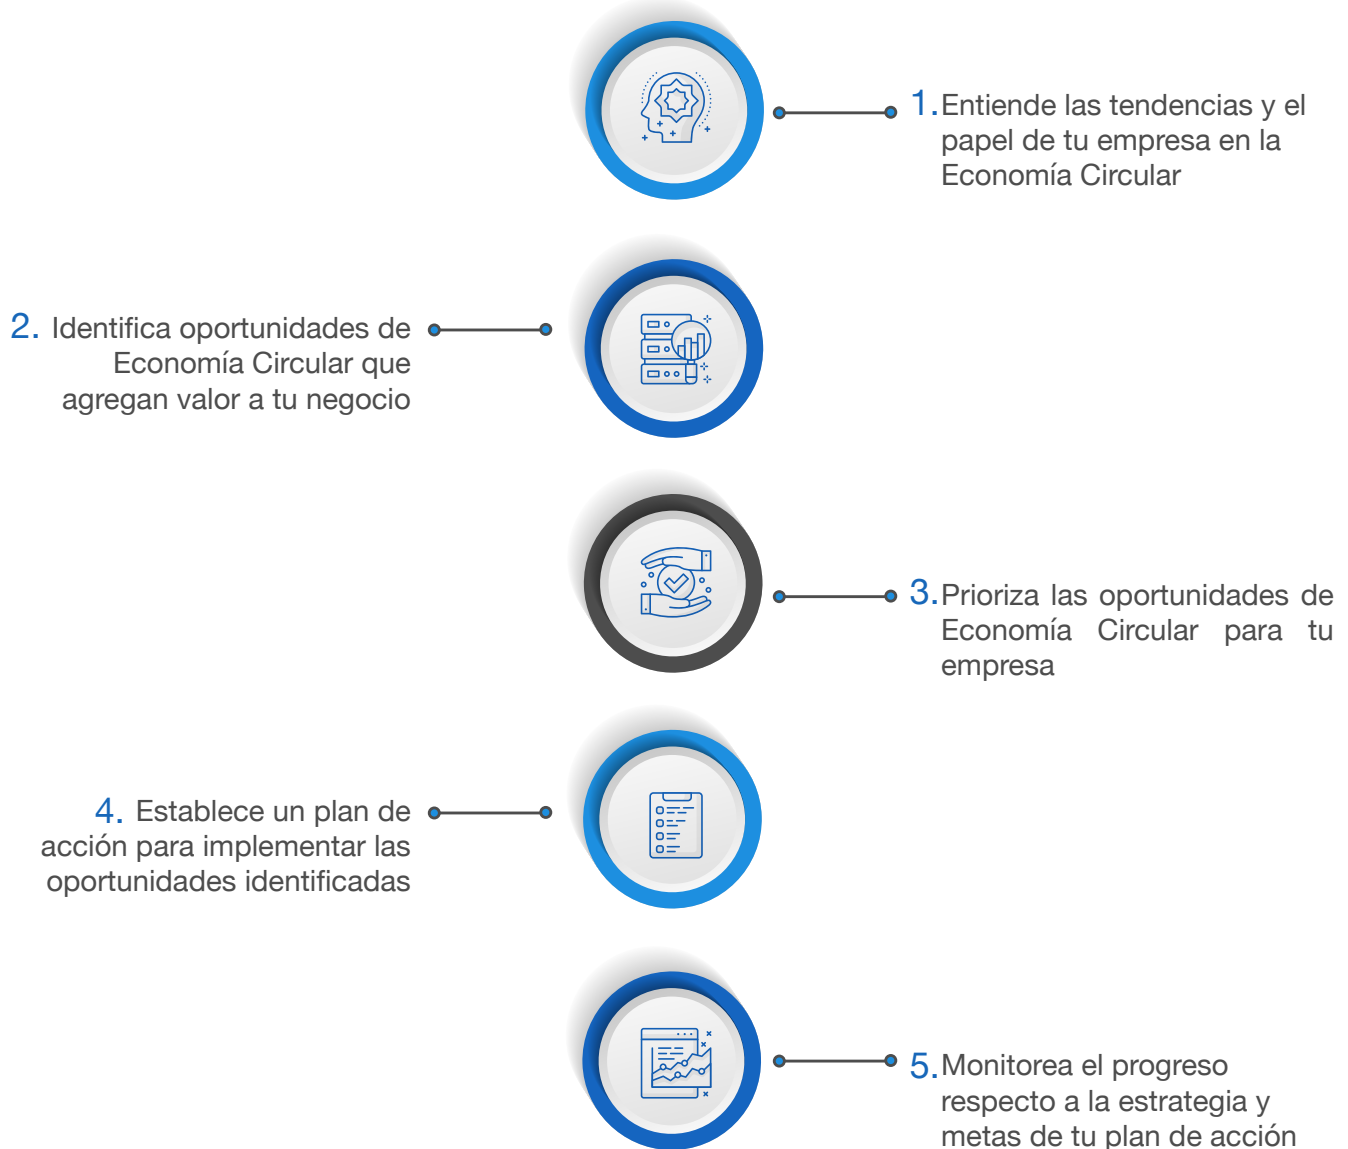 1. Entiende las tendencias y el
papel de tu empresa en la
Economía Circular
2. Identifica oportunidades de
Economía Circular que
agregan valor a tu negocio
3. Prioriza las oportunidades de
Economía Circular para tu
empresa
4. Establece un plan de
acción para implementar las
oportunidades identificadas
5. Monitorea el progreso
respecto a la estrategia y
metas de tu plan de acción